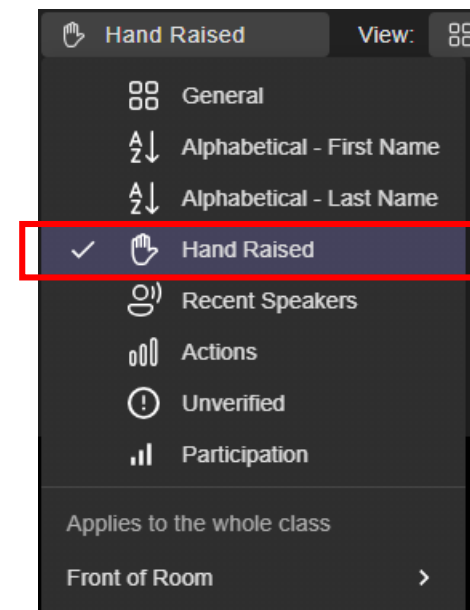 Hand Raised View:
General
Alphabetical - First Name
Alphabetical - Last Name
Hand Raised
Recent Speakers
Actions
Unverified
Participation
Applies to the whole class
Front of Room